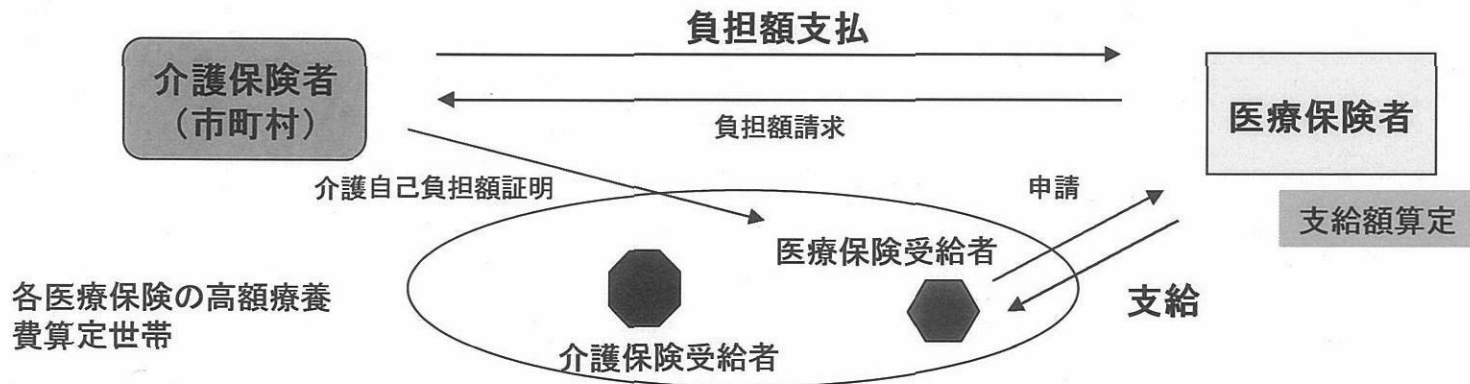 負担額支払
介護保険者
(市町村)
負担額請求
医療保険者
介護自己負担額証明
申請
支給額算定
医療保険受給者
各医療保険の高額療養
費算定世帯
支給
介護保険受給者